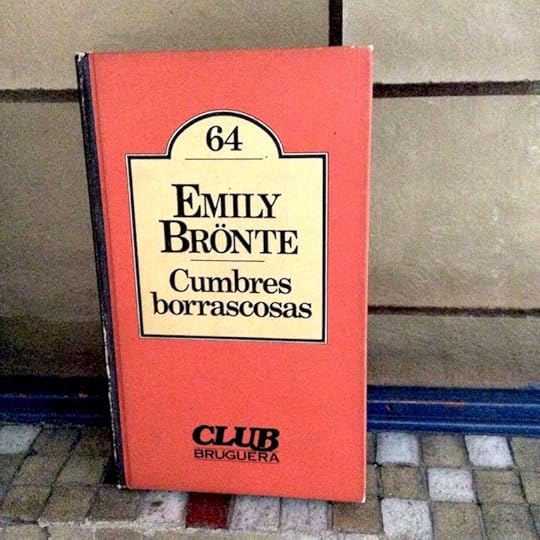 64
EMILY
BRÖNTE
Cumbres
borrascosas
CLUB
BRUGUERA